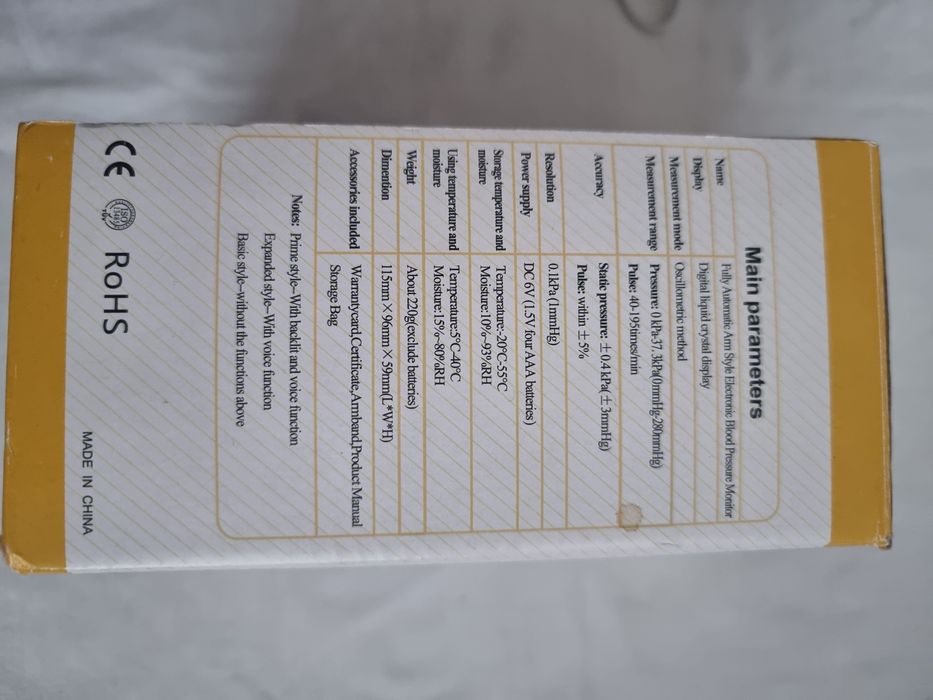 Main parameters
Name Fully Automatic Arm Style Electronic Blood Pressure Monitor
Display Digital liquid crystal display
Measurement mode Oscillometric method
Measurement range Pressure: 0 kPa-37.3kPa(0mmHg-280mmHg)
Pulse: 40-195times/min
Accuracy Static pressure: ±0.4 kPa(±3mmHg)
Pulse: within ±5%
Resolution 0.1kPa (1mmHg)
Power supply DC 6V (1.5V four AAA batteries)
Storage temperature and Temperature:-20°C-55°C
moisture Moisture:10%~93%RH
Using temperature and Temperature:5°C-40°C
moisture Moisture:15%~80%RH
Weight About 220g(exclude batteries)
Dimention 115mm×96mm×59mm(L*W*H)
Accessories included Warrantycard,Certificate,Armband,Product Manual
Storage Bag
Notes: Prime style-With backlit and voice function
Expanded style-With voice function
Basic style-without the functions above
CE ISO RoHS MADE IN CHINA